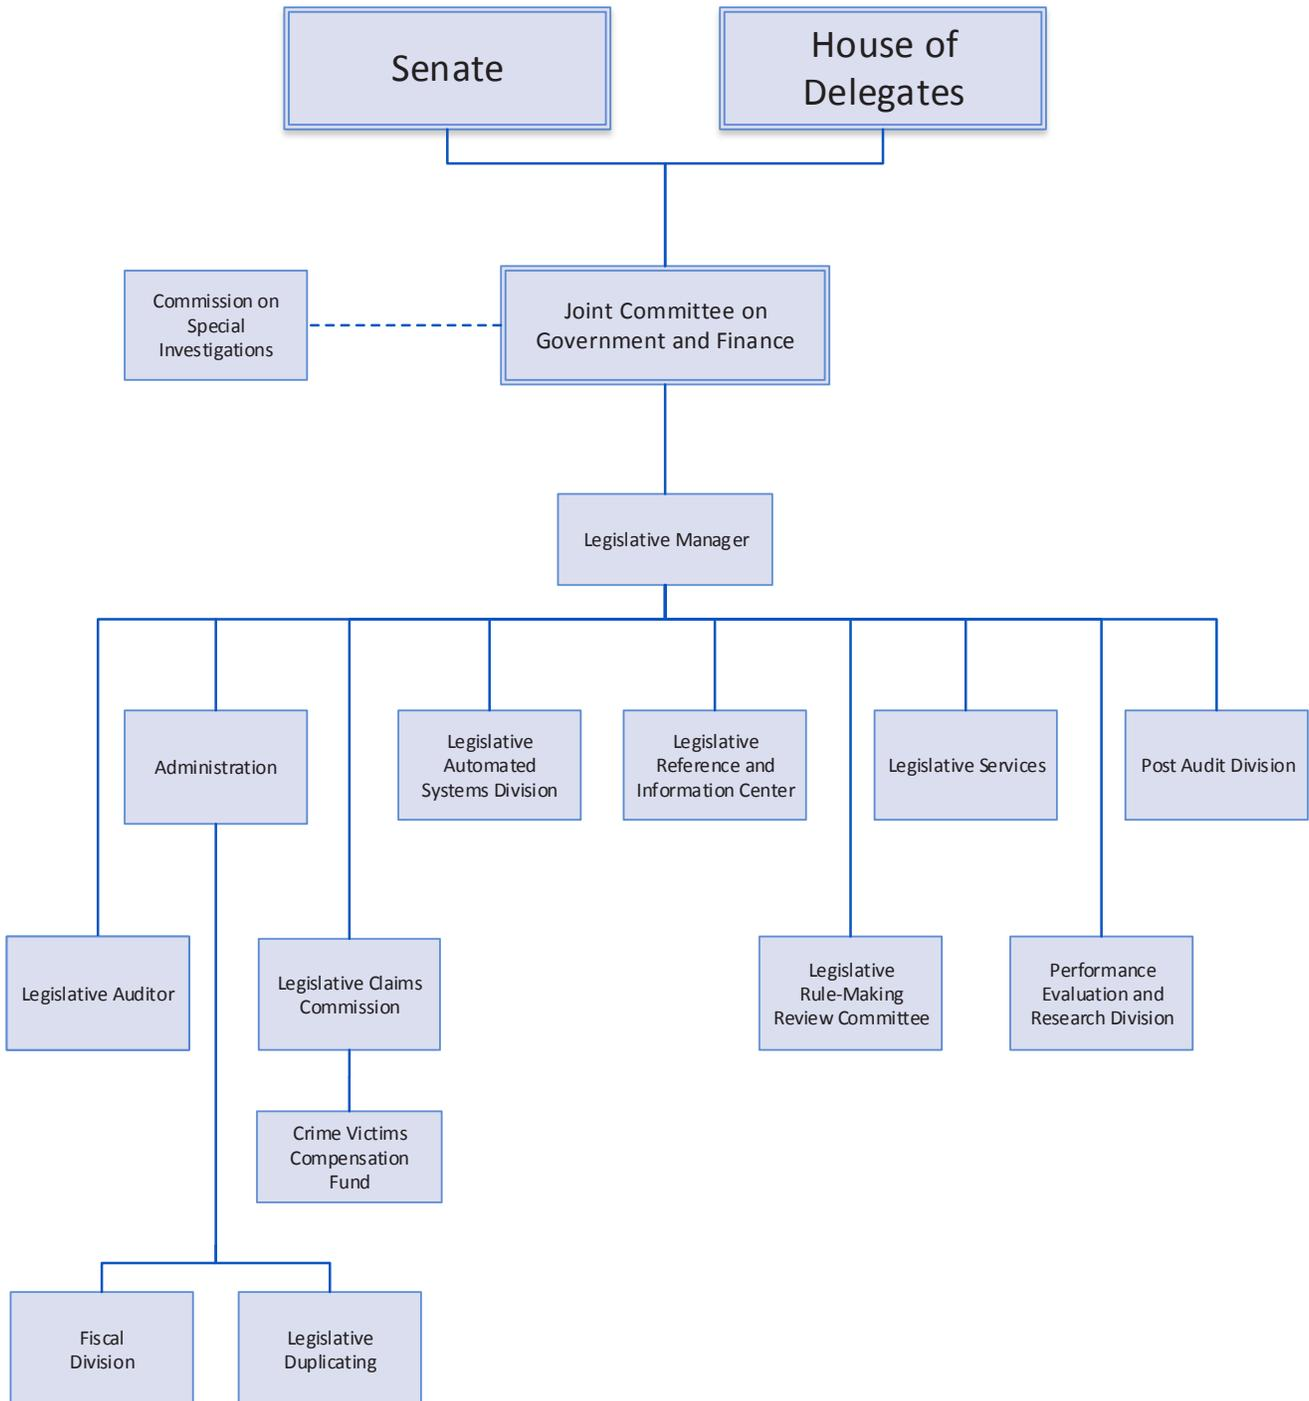 Senate
House of
Delegates
Commission on
Special
Investigations
Joint Committee on
Government and Finance
Legislative Manager
Administration
Legislative
Automated
Systems Division
Legislative
Reference and
Information Center
Legislative Services
Post Audit Division
Legislative Auditor
Legislative Claims
Commission
Legislative
Rule-Making
Review Committee
Performance
Evaluation and
Research Division
Crime Victims
Compensation
Fund
Fiscal
Division
Legislative
Duplicating